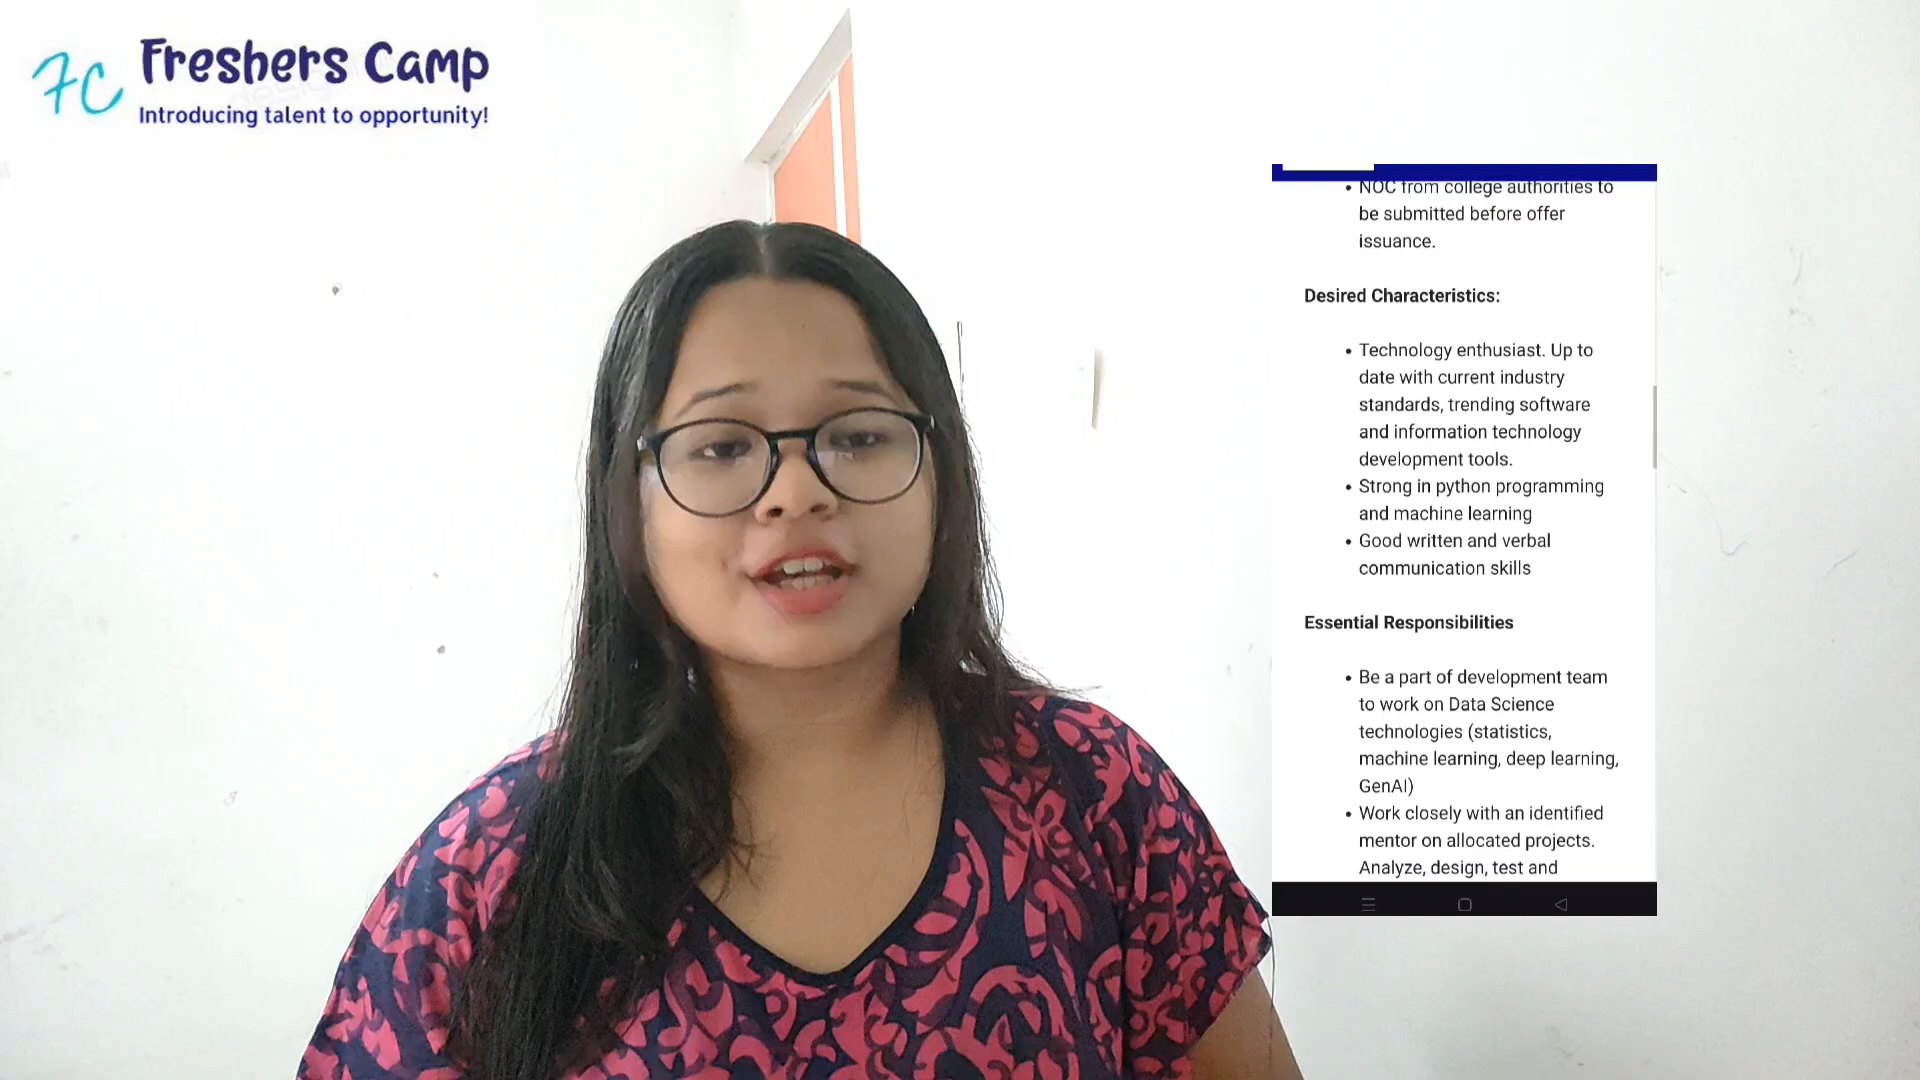 FC Freshers Camp
Introducing talent to opportunity!
• NOC from college authorities to
be submitted before offer
issuance.
Desired Characteristics:
• Technology enthusiast. Up to
date with current industry
standards, trending software
and information technology
development tools.
• Strong in python programming
and machine learning
• Good written and verbal
communication skills
Essential Responsibilities
• Be a part of development team
to work on Data Science
technologies (statistics,
machine learning, deep learning,
GenAI)
• Work closely with an identified
mentor on allocated projects.
Analyze, design, test and